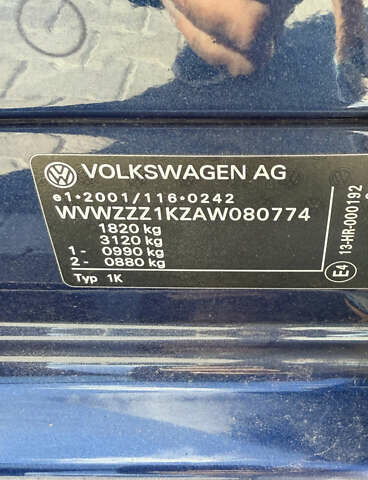 VOLKSWAGEN AG
e1*2001/116*0242
WVWZZZ1KZAW080774
1820 kg
3120 kg
1- 0990 kg
2- 0880 kg
Typ 1K
E4
13-HR-000192